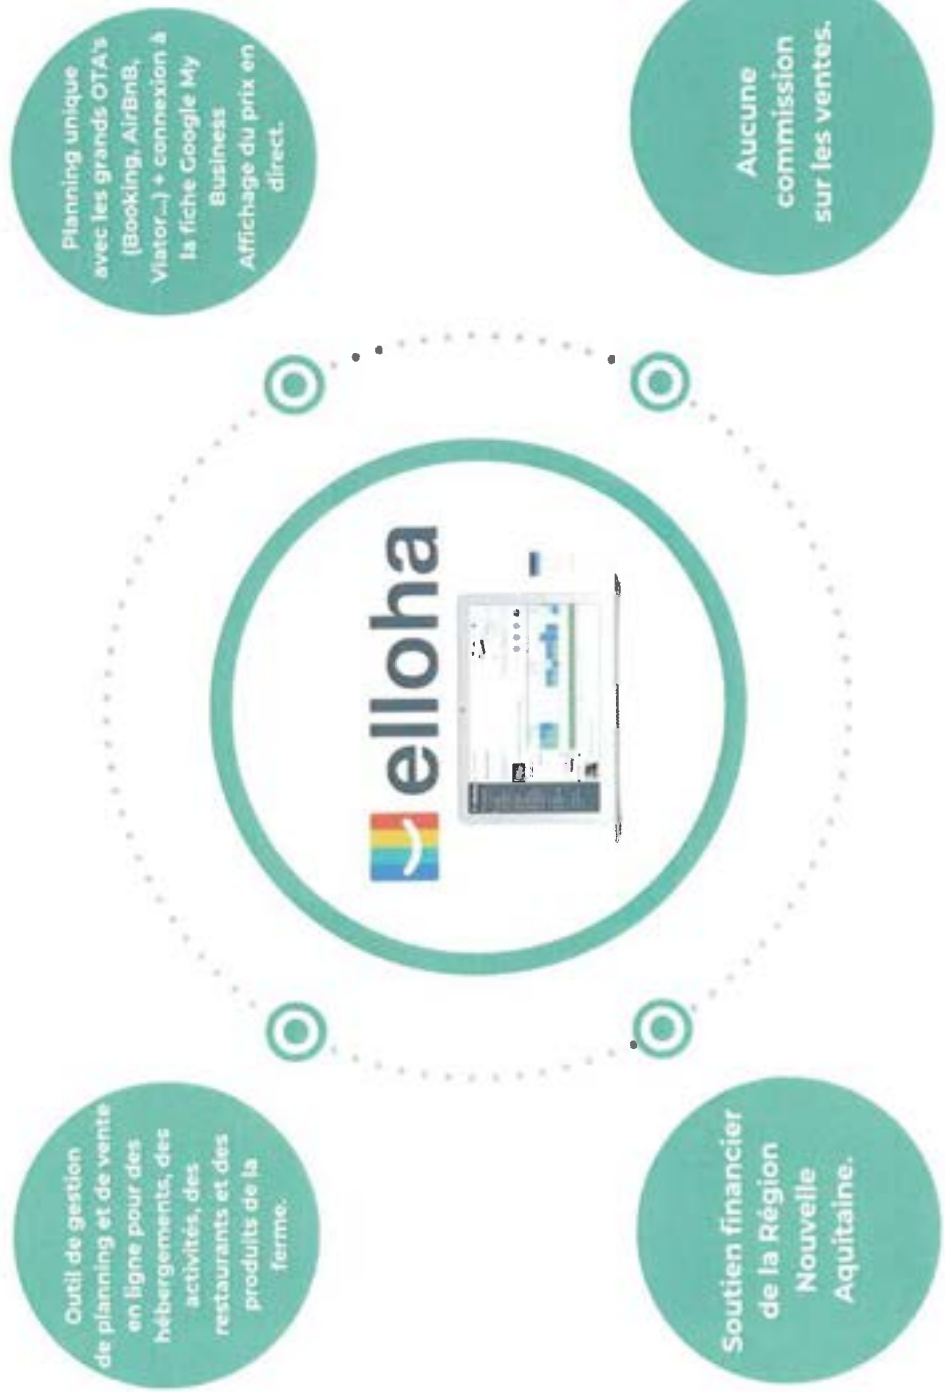 Outil de gestion
de planning et de vente
en ligne pour des
hébergements, des
activités, des
restaurants et des
produits de la
ferme.
Planning unique
avec les grands OTA's
(Booking, AirBnB,
Viator...) + connexion à
la fiche Google My
Business
Affichage du prix en
direct.
elloha
Soutien financier
de la Région
Nouvelle
Aquitaine.
Aucune
commission
sur les ventes.